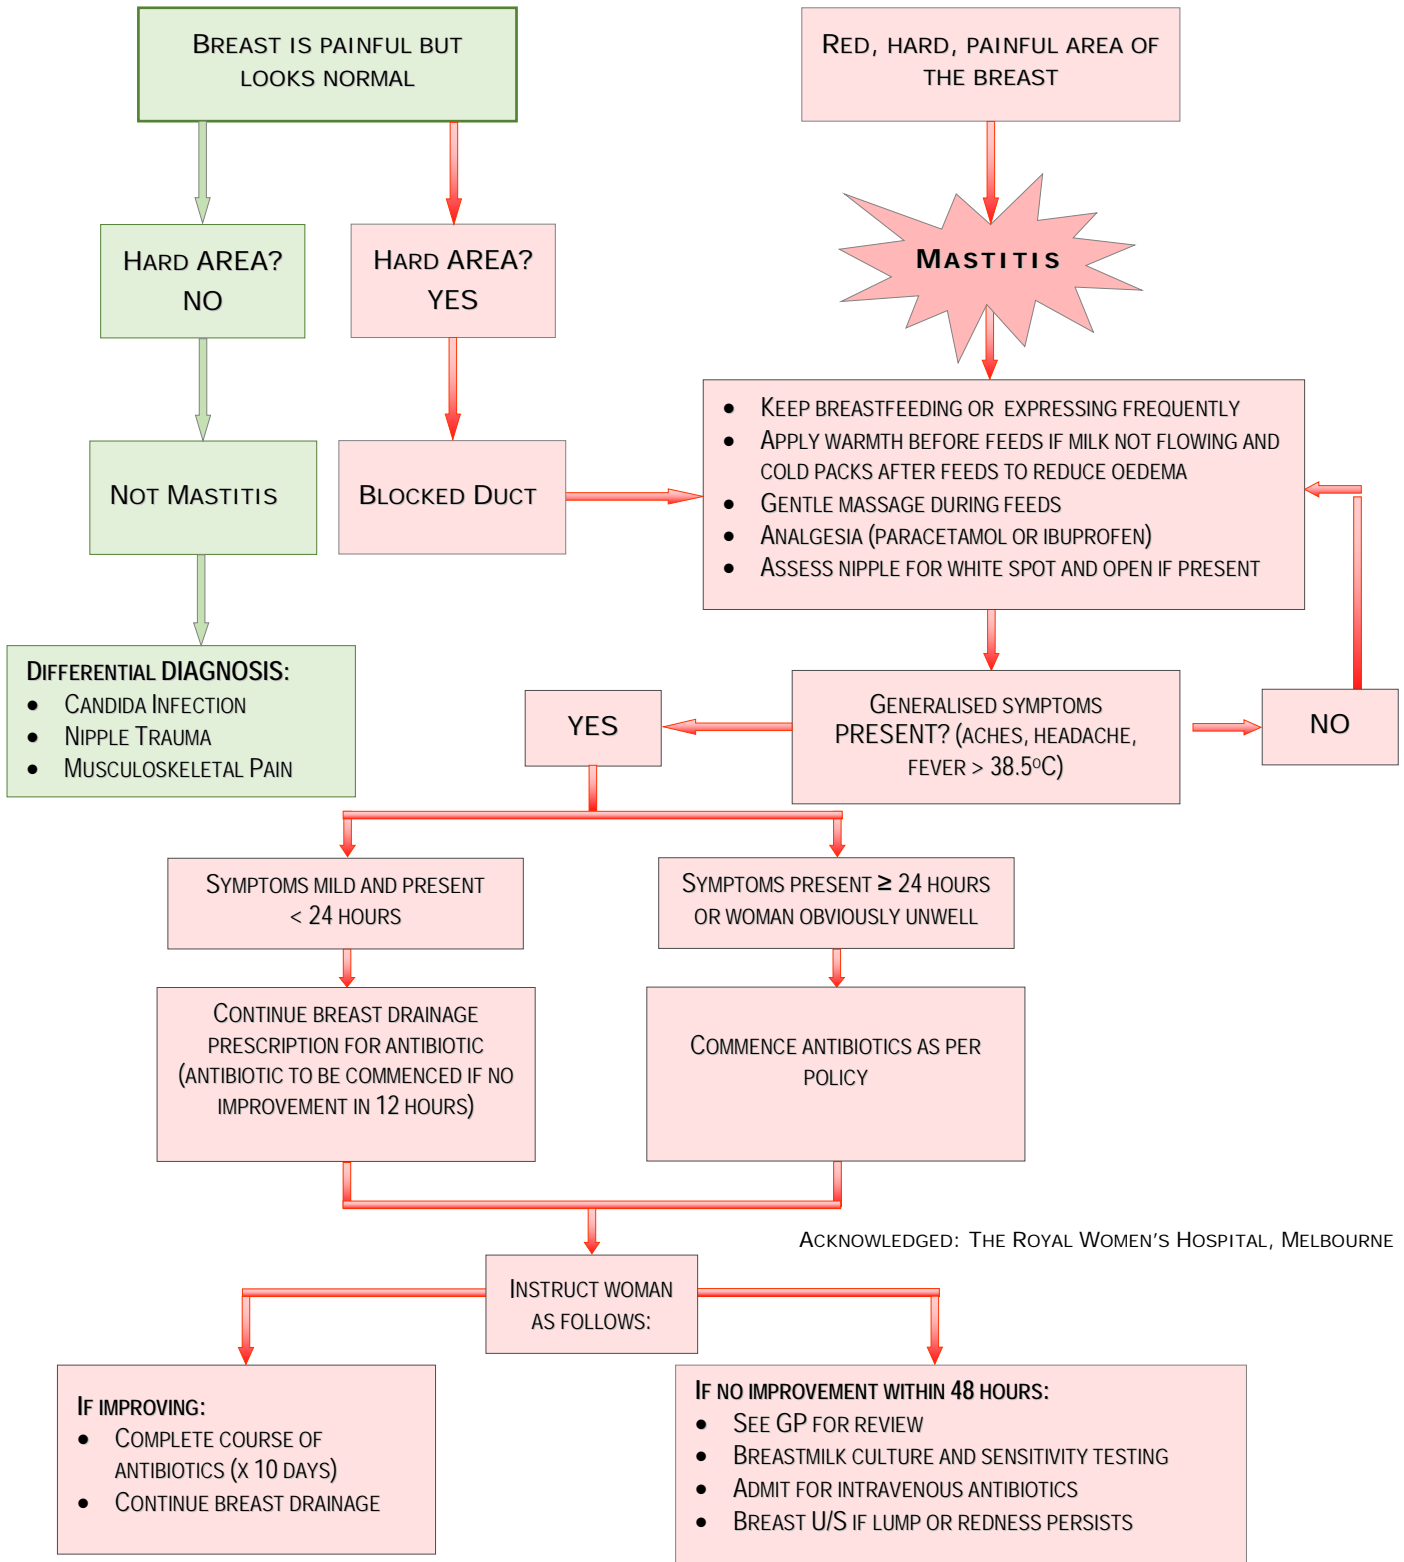 BREAST IS PAINFUL BUT
LOOKS NORMAL
RED, HARD, PAINFUL AREA OF
THE BREAST
HARD AREA?
NO
HARD AREA?
YES
MASTITIS
NOT MASTITIS
BLOCKED DUCT
• KEEP BREASTFEEDING OR EXPRESSING FREQUENTLY
• APPLY WARMTH BEFORE FEEDS IF MILK NOT FLOWING AND
COLD PACKS AFTER FEEDS TO REDUCE OEDEMA
• GENTLE MASSAGE DURING FEEDS
• ANALGESIA (PARACETAMOL OR IBUPROFEN)
• ASSESS NIPPLE FOR WHITE SPOT AND OPEN IF PRESENT
DIFFERENTIAL DIAGNOSIS:
• CANDIDA INFECTION
• NIPPLE TRAUMA
• MUSCULOSKELETAL PAIN
YES
GENERALISED SYMPTOMS
PRESENT? (ACHES, HEADACHE,
FEVER > 38.5ºC)
NO
SYMPTOMS MILD AND PRESENT
< 24 HOURS
SYMPTOMS PRESENT ≥ 24 HOURS
OR WOMAN OBVIOUSLY UNWELL
CONTINUE BREAST DRAINAGE
PRESCRIPTION FOR ANTIBIOTIC
(ANTIBIOTIC TO BE COMMENCED IF NO
IMPROVEMENT IN 12 HOURS)
COMMENCE ANTIBIOTICS AS PER
POLICY
ACKNOWLEDGED: THE ROYAL WOMEN'S HOSPITAL, MELBOURNE
INSTRUCT WOMAN
AS FOLLOWS:
IF IMPROVING:
• COMPLETE COURSE OF
ANTIBIOTICS (X 10 DAYS)
• CONTINUE BREAST DRAINAGE
IF NO IMPROVEMENT WITHIN 48 HOURS:
• SEE GP FOR REVIEW
• BREASTMILK CULTURE AND SENSITIVITY TESTING
• ADMIT FOR INTRAVENOUS ANTIBIOTICS
• BREAST U/S IF LUMP OR REDNESS PERSISTS